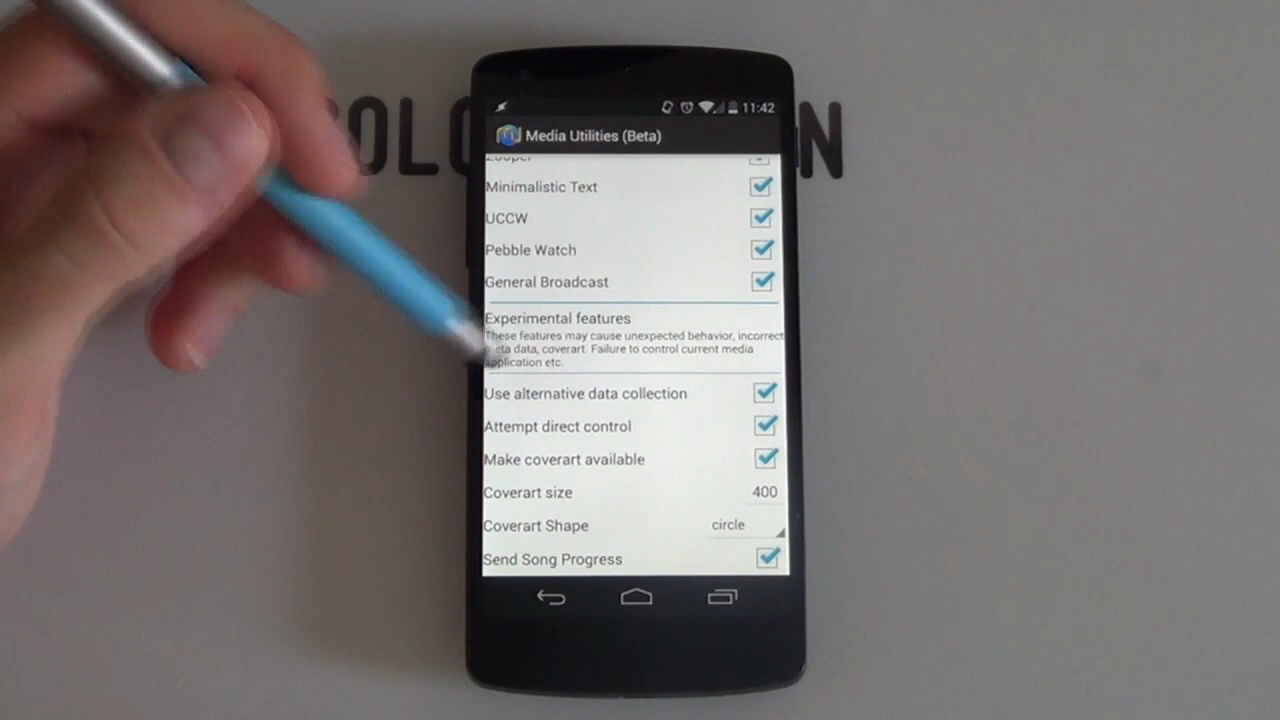 11:42
Media Utilities (Beta)
Minimalistic Text
UCCW
Pebble Watch
General Broadcast
Experimental features
These features may cause unexpected behavior, incorrect
data, coverart. Failure to control current media
application etc.
Use alternative data collection
Attempt direct control
Make coverart available
Coverart size 400
Coverart Shape circle
Send Song Progress